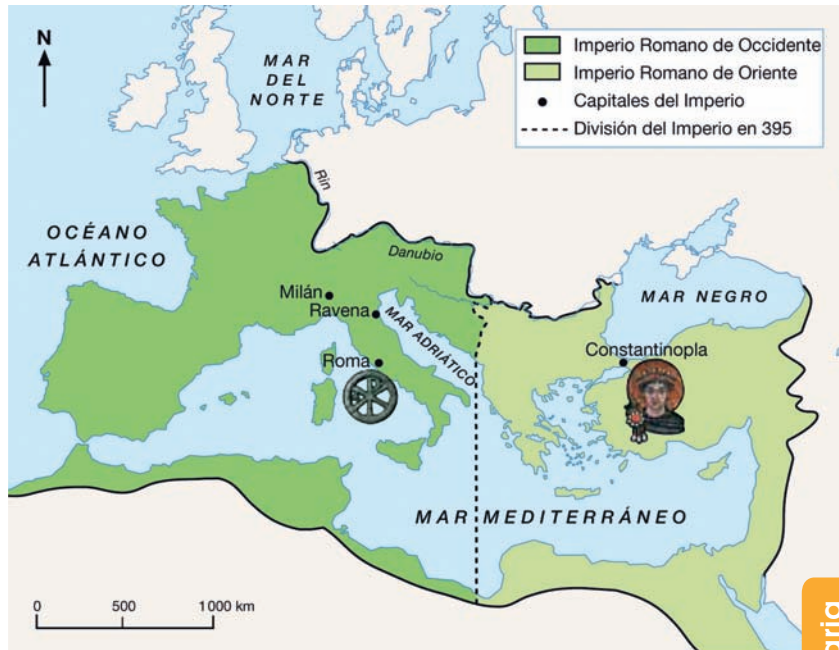 N
MAR
DEL
NORTE
Imperio Romano de Occidente
Imperio Romano de Oriente
Capitales del Imperio
División del Imperio en 395
Rin
OCÉANO
ATLÁNTICO
Danubio
Milán
Ravena
MAR NEGRO
MAR ADRIÁTICO
Roma
Constantinopla
MAR MEDITERRÁNEO
0 500 1000 km
aria